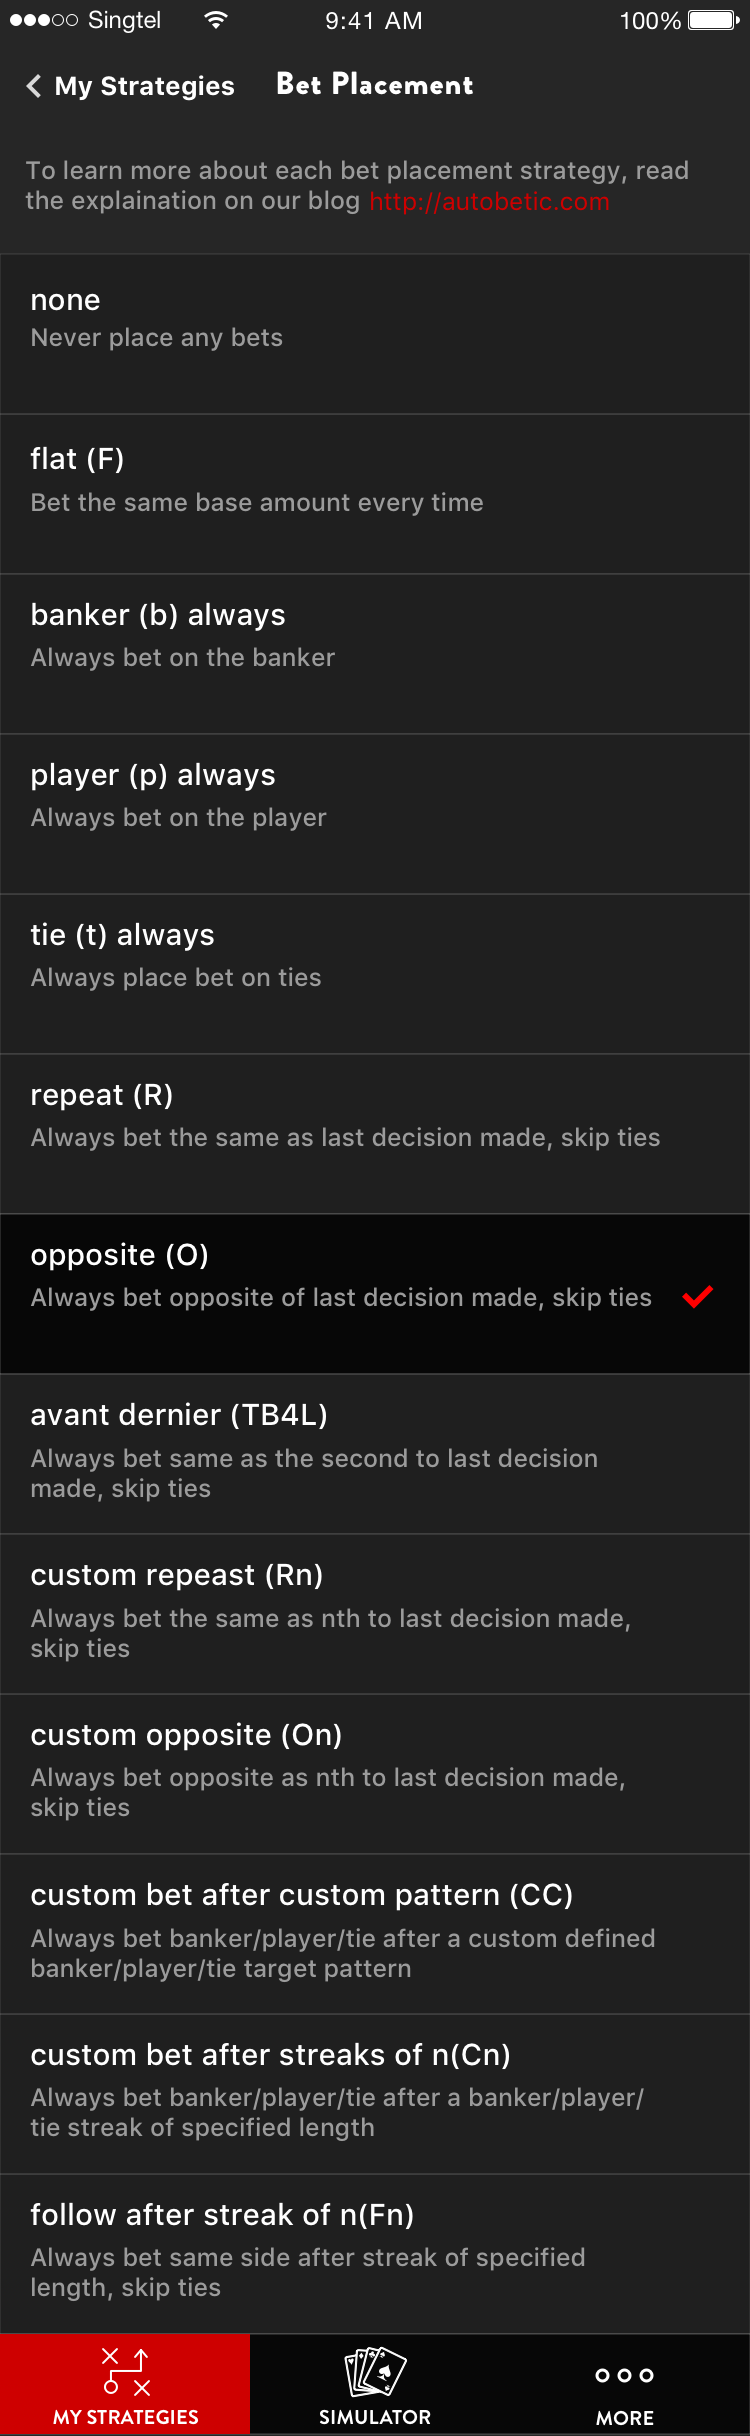 Singtel 9:41 AM 100%
My Strategies Bet Placement
To learn more about each bet placement strategy, read
the explaination on our blog http://autobetic.com
none
Never place any bets
flat (F)
Bet the same base amount every time
banker (b) always
Always bet on the banker
player (p) always
Always bet on the player
tie (t) always
Always place bet on ties
repeat (R)
Always bet the same as last decision made, skip ties
opposite (O)
Always bet opposite of last decision made, skip ties
avant dernier (TB4L)
Always bet same as the second to last decision
made, skip ties
custom repeast (Rn)
Always bet the same as nth to last decision made,
skip ties
custom opposite (On)
Always bet opposite as nth to last decision made,
skip ties
custom bet after custom pattern (CC)
Always bet banker/player/tie after a custom defined
banker/player/tie target pattern
custom bet after streaks of n(Cn)
Always bet banker/player/tie after a banker/player/
tie streak of specified length
follow after streak of n(Fn)
Always bet same side after streak of specified
length, skip ties
MY STRATEGIES SIMULATOR MORE